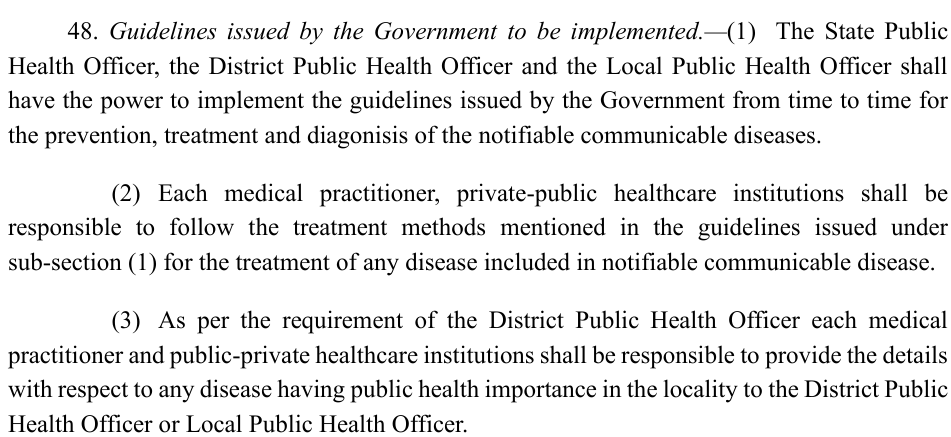 48. Guidelines issued by the Government to be implemented.—(1) The State Public
Health Officer, the District Public Health Officer and the Local Public Health Officer shall
have the power to implement the guidelines issued by the Government from time to time for
the prevention, treatment and diagonisis of the notifiable communicable diseases.
(2) Each medical practitioner, private-public healthcare institutions shall be
responsible to follow the treatment methods mentioned in the guidelines issued under
sub-section (1) for the treatment of any disease included in notifiable communicable disease.
(3) As per the requirement of the District Public Health Officer each medical
practitioner and public-private healthcare institutions shall be responsible to provide the details
with respect to any disease having public health importance in the locality to the District Public
Health Officer or Local Public Health Officer.